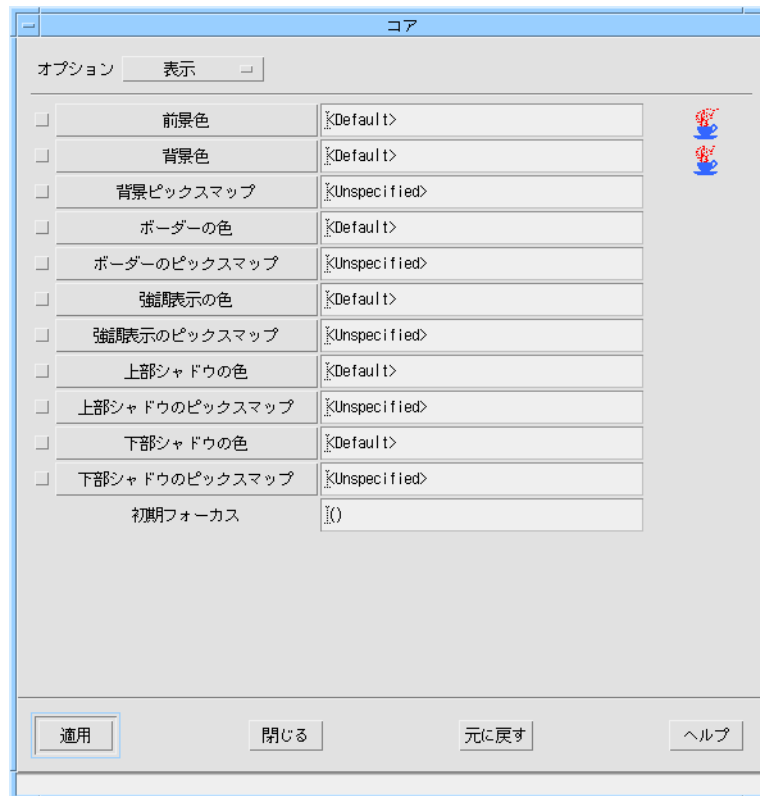 コア
オプション 表示
前景色 <Default>
背景色 <Default>
背景ピックスマップ <Unspecified>
ボーダーの色 <Default>
ボーダーのピックスマップ <Unspecified>
強調表示の色 <Default>
強調表示のピックスマップ <Unspecified>
上部シャドウの色 <Default>
上部シャドウのピックスマップ <Unspecified>
下部シャドウの色 <Default>
下部シャドウのピックスマップ <Unspecified>
初期フォーカス ()
適用 閉じる 元に戻す ヘルプ